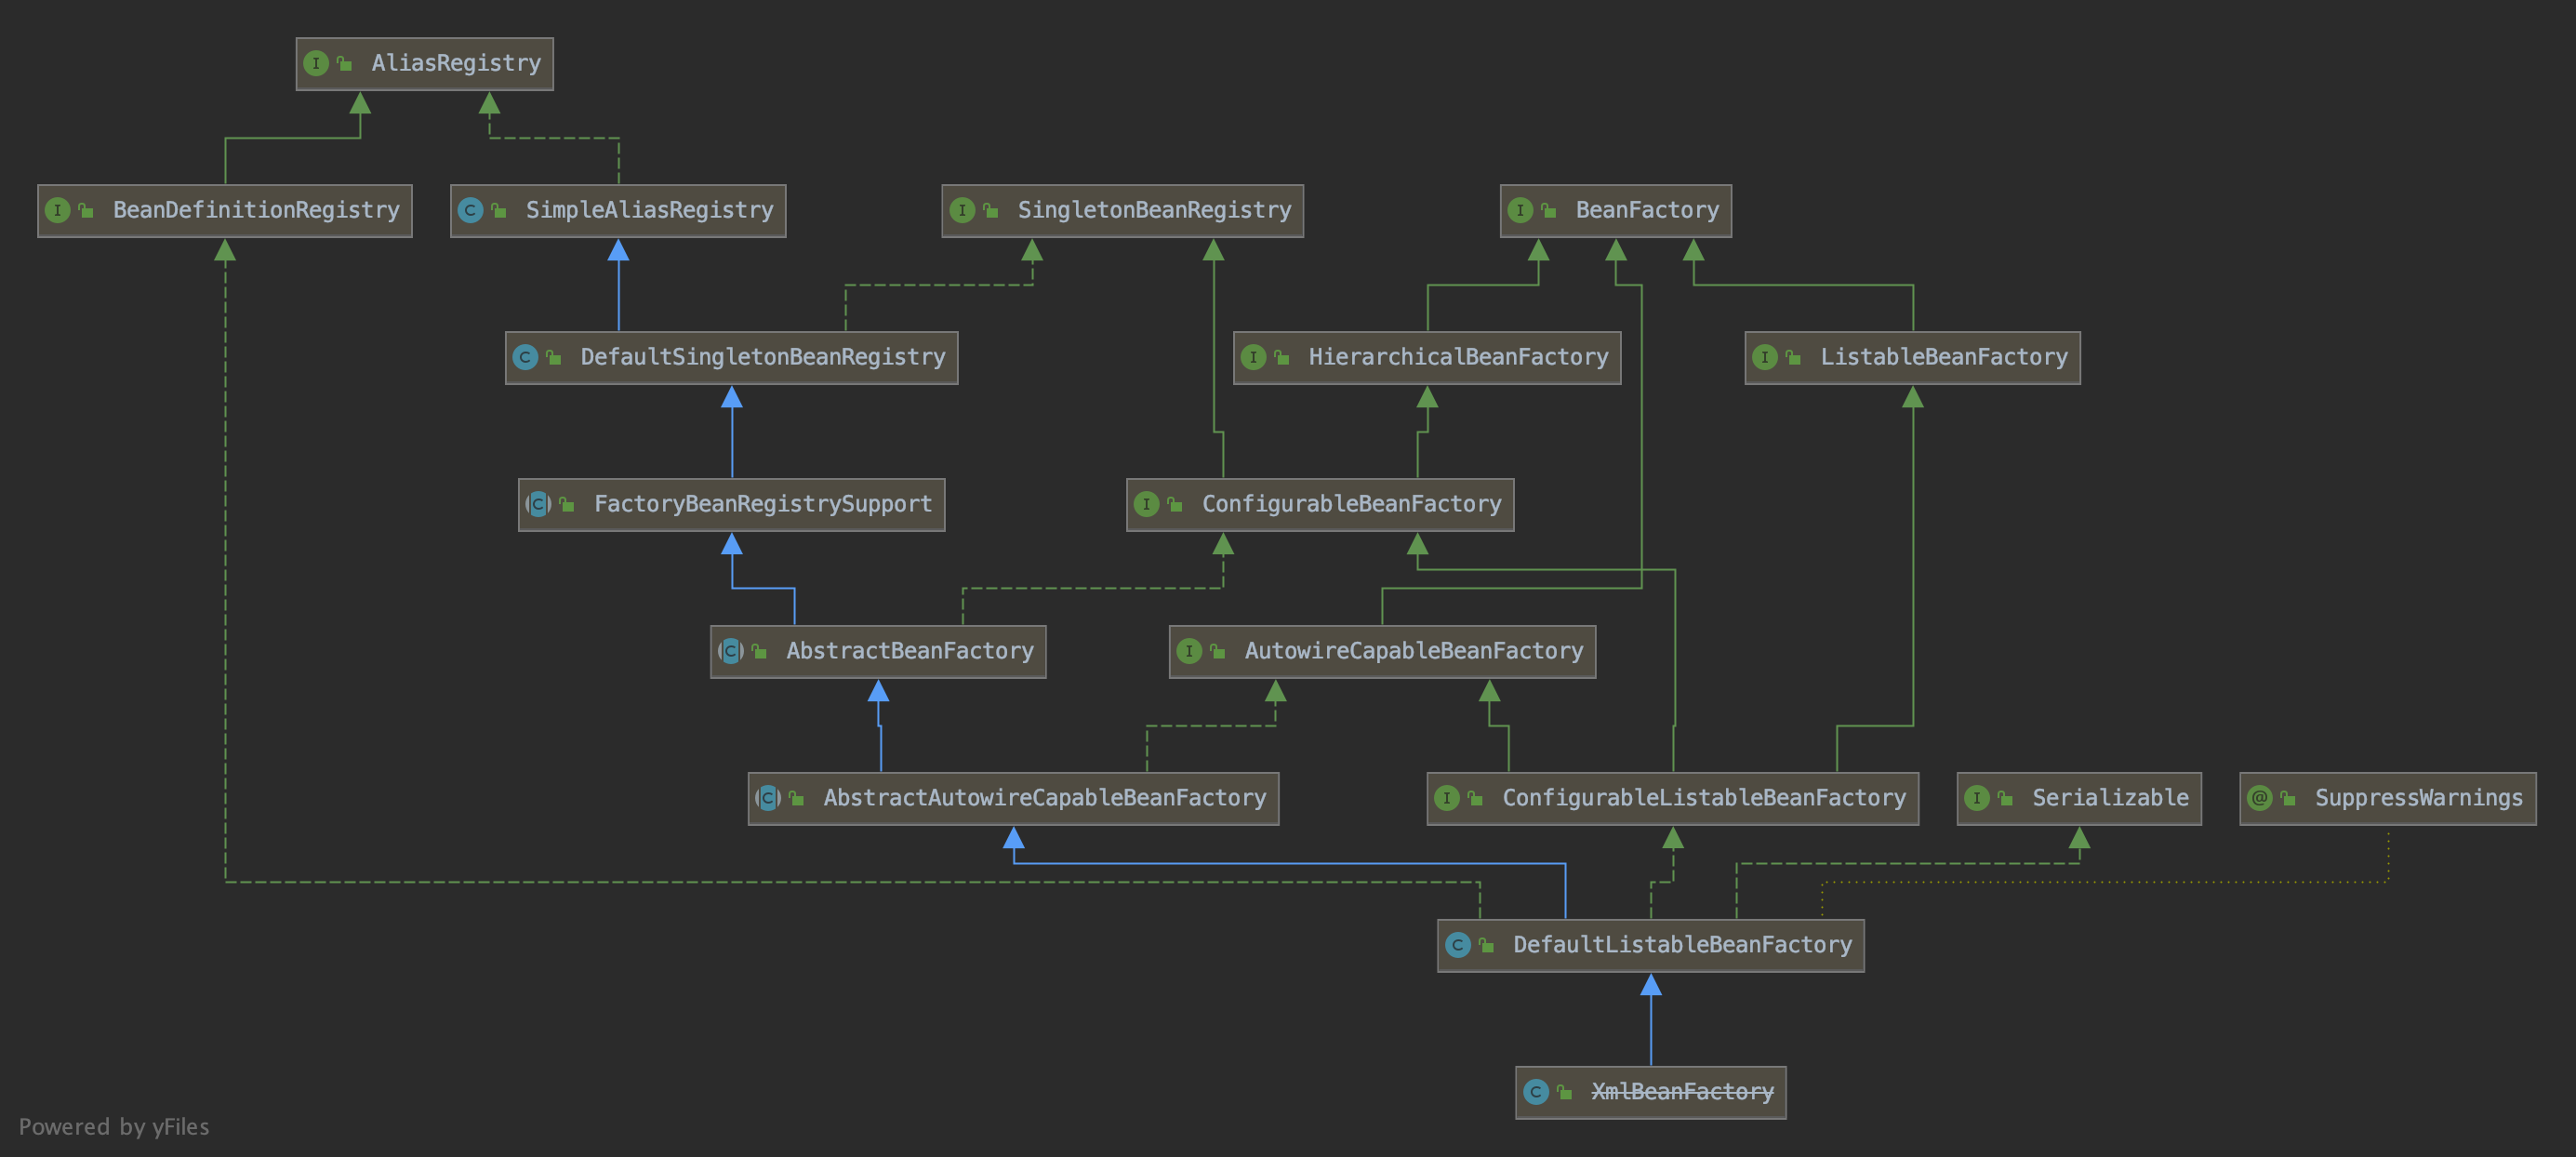 AliasRegistry
BeanDefinitionRegistry
SimpleAliasRegistry
SingletonBeanRegistry
BeanFactory
DefaultSingletonBeanRegistry
HierarchicalBeanFactory
ListableBeanFactory
FactoryBeanRegistrySupport
ConfigurableBeanFactory
AbstractBeanFactory
AutowireCapableBeanFactory
AbstractAutowireCapableBeanFactory
ConfigurableListableBeanFactory
Serializable
SuppressWarnings
DefaultListableBeanFactory
XmlBeanFactory
Powered by yFiles